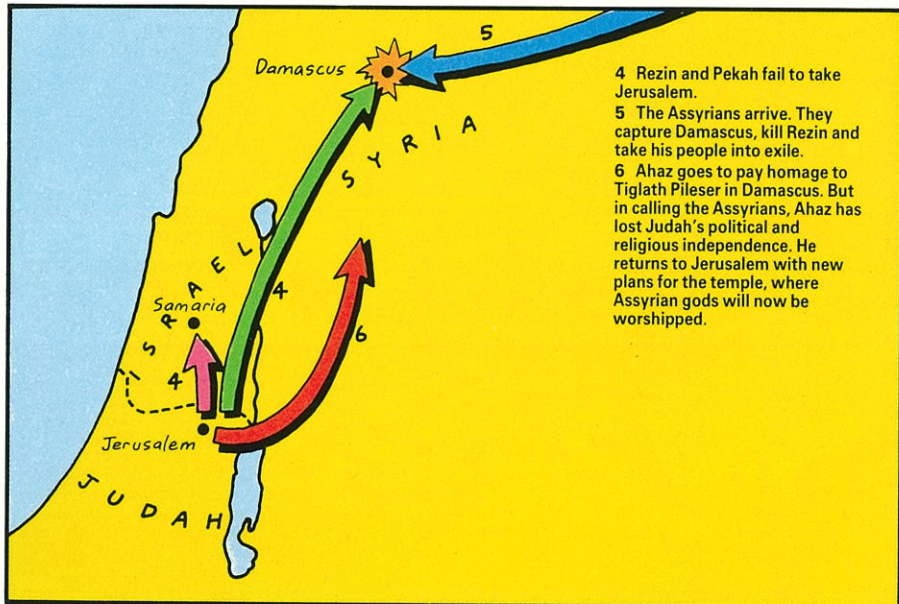 5
Damascus
SYRIA
4 Rezin and Pekah fail to take
Jerusalem.
5 The Assyrians arrive. They
capture Damascus, kill Rezin and
take his people into exile.
6 Ahaz goes to pay homage to
Tiglath Pileser in Damascus. But
in calling the Assyrians, Ahaz has
lost Judah's political and
religious independence. He
returns to Jerusalem with new
plans for the temple, where
Assyrian gods will now be
worshipped.
ISRAEL
4
Samaria
6
4
Jerusalem
JUDAH